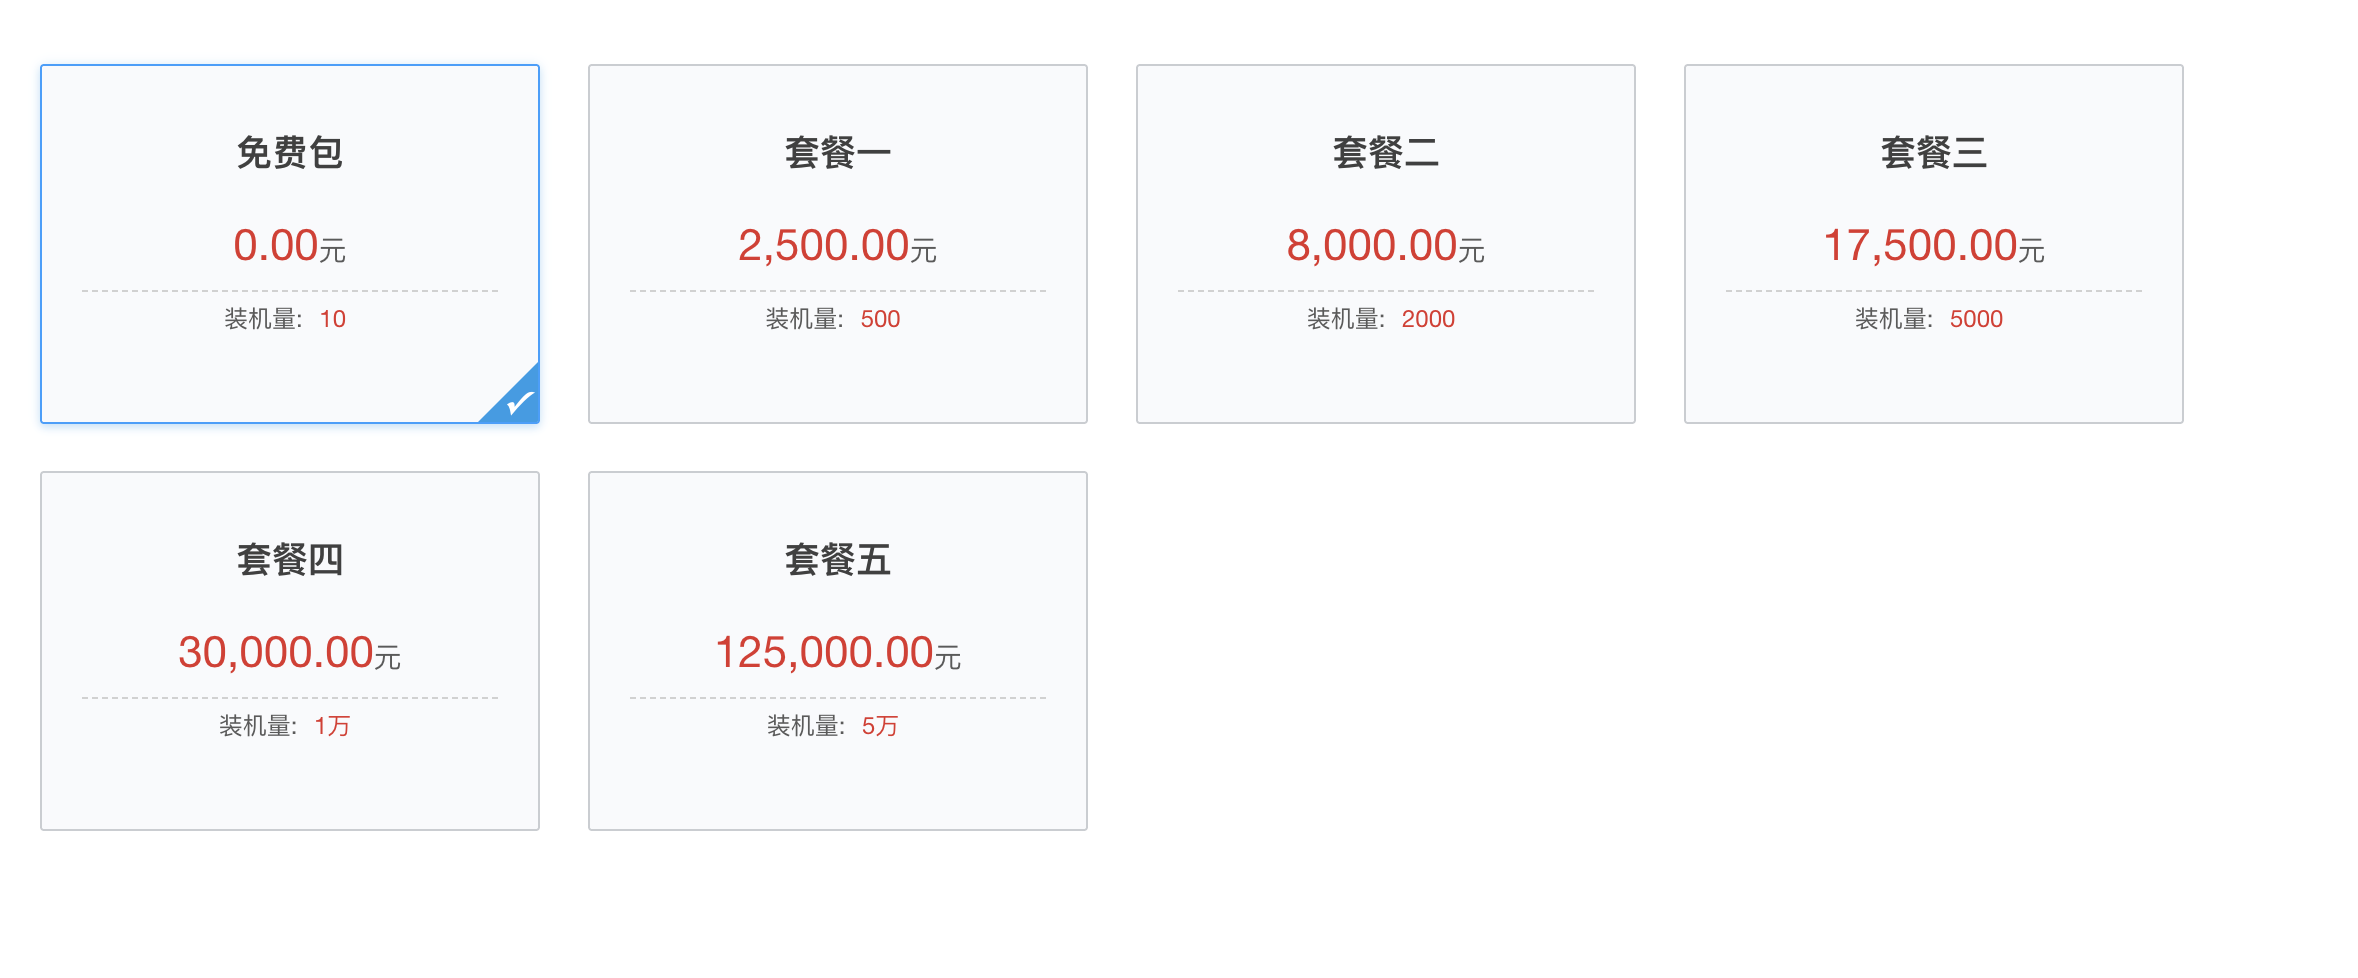 免费包
0.00元
装机量: 10
套餐一
2,500.00元
装机量: 500
套餐二
8,000.00元
装机量: 2000
套餐三
17,500.00元
装机量: 5000
套餐四
30,000.00元
装机量: 1万
套餐五
125,000.00元
装机量: 5万